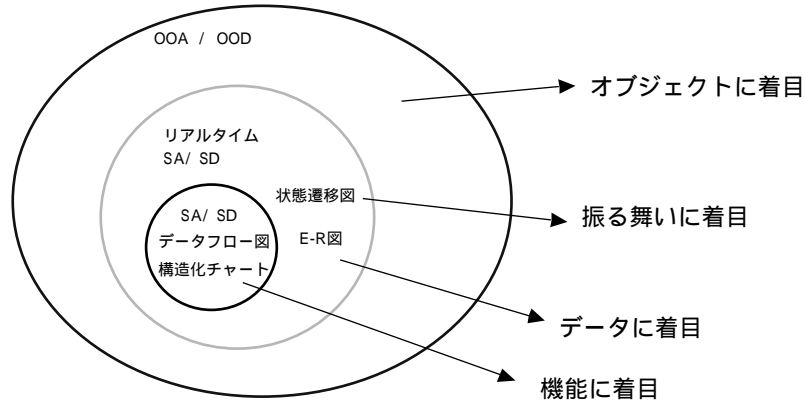 OOA / OOD
オブジェクトに着目
リアルタイム
SA/ SD
状態遷移図
振る舞いに着目
SA/ SD
データフロー図
構造化チャート
E-R図
データに着目
機能に着目